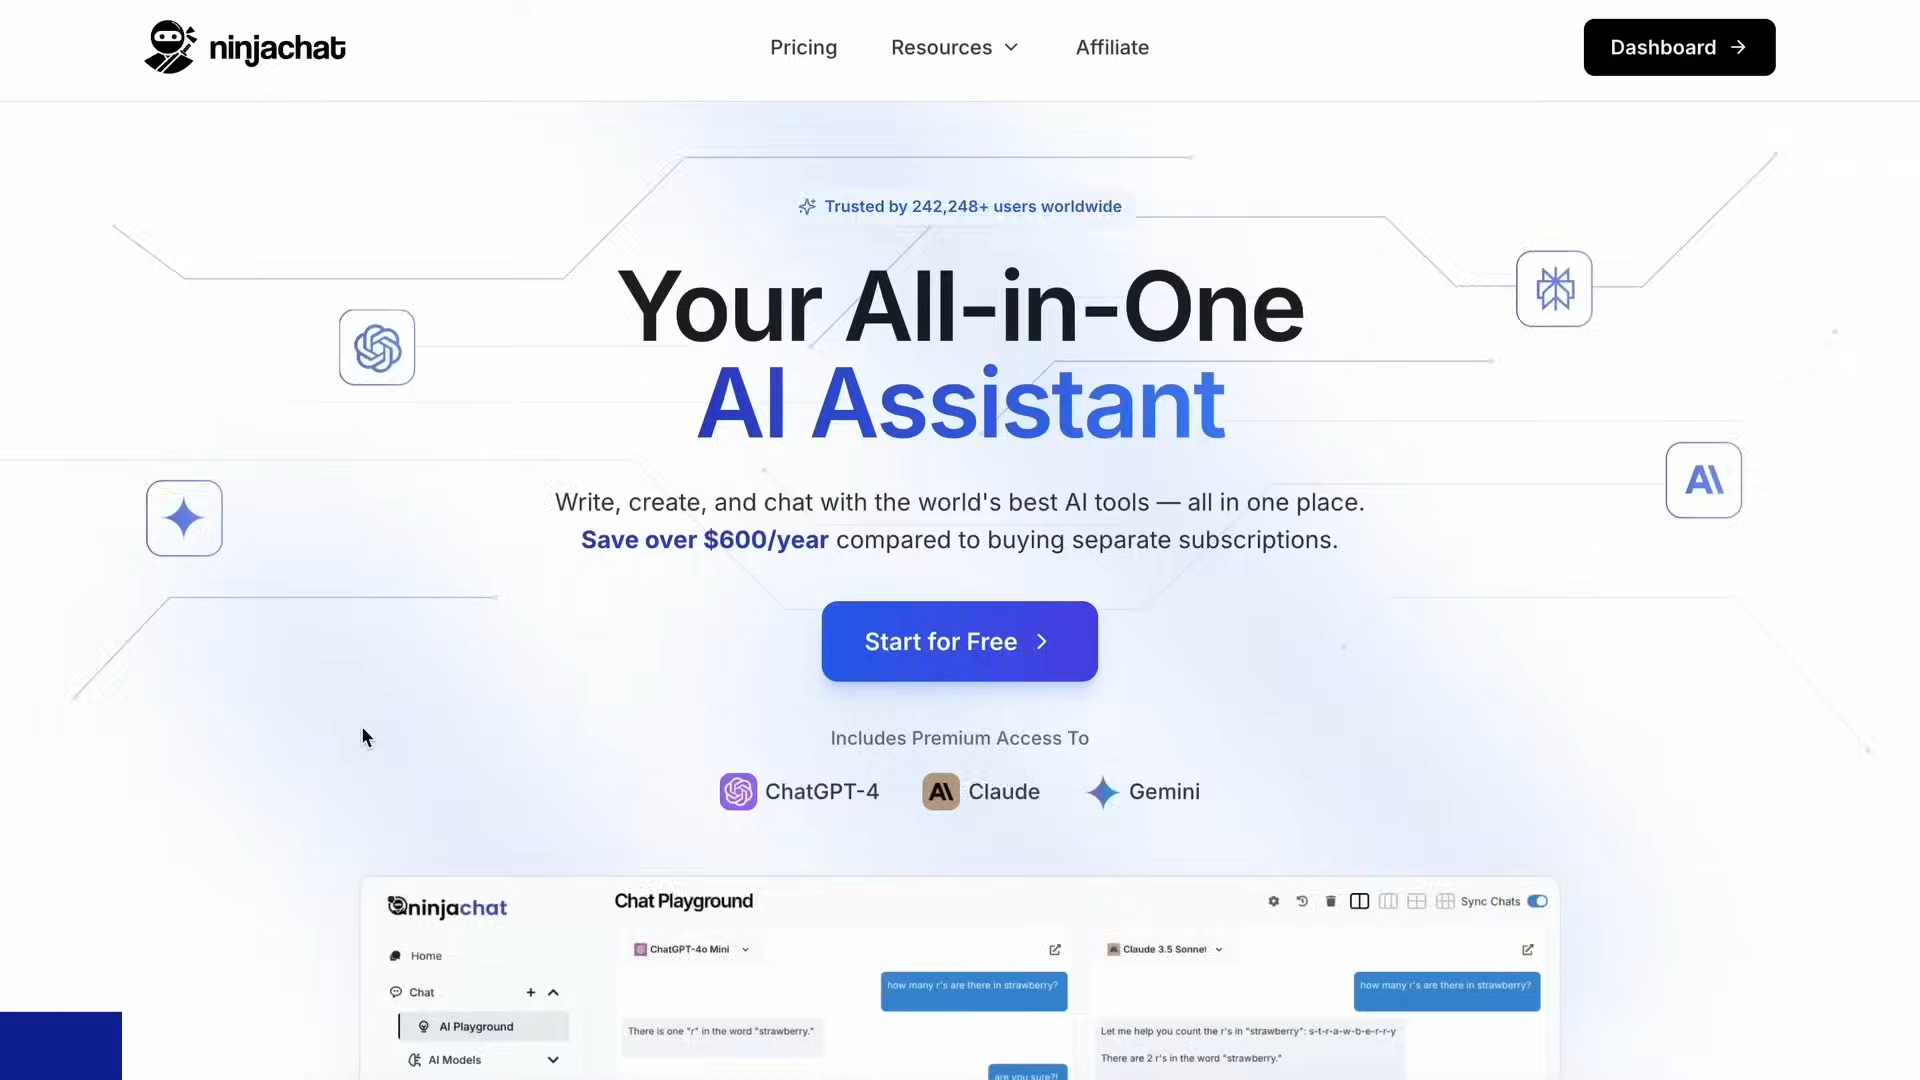 ninjachat
Pricing
Resources
Affiliate
Dashboard
Trusted by 242,248+ users worldwide
Your All-in-One
AI Assistant
Write, create, and chat with the world's best AI tools — all in one place.
Save over $600/year compared to buying separate subscriptions.
Start for Free
Includes Premium Access To
ChatGPT-4
Claude
Gemini
ninjachat
Chat Playground
Sync Chats
Home
Chat
AI Playground
AI Models
ChatGPT-4o Mini
how many r's are there in strawberry?
There is one "r" in the word "strawberry."
are you sure?!
Claude 3.5 Sonnet
how many r's are there in strawberry?
Let me help you count the r's in "strawberry": s-t-r-a-w-b-e-r-r-y
There are 2 r's in the word "strawberry."